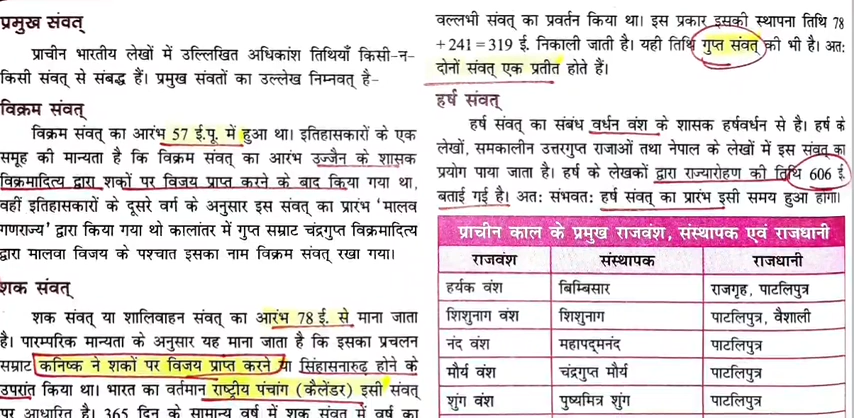 प्रमुख संवत्
प्राचीन भारतीय लेखों में उल्लिखित अधिकांश तिथियाँ किसी-न-
किसी संवत् से संबद्ध हैं। प्रमुख संवतों का उल्लेख निम्नवत् है–
विक्रम संवत्
विक्रम संवत् का आरंभ 57 ई.पू. में हुआ था। इतिहासकारों के एक
समूह की मान्यता है कि विक्रम संवत् का आरंभ उज्जैन के शासक
विक्रमादित्य द्वारा शकों पर विजय प्राप्त करने के बाद किया गया था,
वहीं इतिहासकारों के दूसरे वर्ग के अनुसार इस संवत् का प्रारंभ 'मालव
गणराज्य' द्वारा किया गया थो कालांतर में गुप्त सम्राट चंद्रगुप्त विक्रमादित्य
द्वारा मालवा विजय के पश्चात इसका नाम विक्रम संवत् रखा गया।
शक संवत्
शक संवत् या शालिवाहन संवत् का आरंभ 78 ई. से माना जाता
है। पारम्परिक मान्यता के अनुसार यह माना जाता है कि इसका प्रचलन
सम्राट कनिष्क ने शकों पर विजय प्राप्त करने या सिंहासनारुढ़ होने के
उपरांत किया था। भारत का वर्तमान राष्ट्रीय पंचांग (कैलेंडर) इसी संवत्
पर आधारित है। 365 दिन के सामान्य वर्ष में शक संवत् में वर्ष का
वल्लभी संवत् का प्रवर्तन किया था। इस प्रकार इसकी स्थापना तिथि 78
+241=319 ई. निकाली जाती है। यही तिथि गुप्त संवत् की भी है। अत:
दोनों संवत् एक प्रतीत होते हैं।
हर्ष संवत्
हर्ष संवत् का संबंध वर्धन वंश के शासक हर्षवर्धन से है। हर्ष के
लेखों, समकालीन उत्तरगुप्त राजाओं तथा नेपाल के लेखों में इस संवत् का
प्रयोग पाया जाता है। हर्ष के लेखकों द्वारा राज्यारोहण की तिथि 606 ई.
बताई गई है। अत: संभवत: हर्ष संवत् का प्रारंभ इसी समय हुआ होगा।
प्राचीन काल के प्रमुख राजवंश, संस्थापक एवं राजधानी
राजवंश संस्थापक राजधानी
हर्यक वंश बिम्बिसार राजगृह, पाटलिपुत्र
शिशुनाग वंश शिशुनाग पाटलिपुत्र, वैशाली
नंद वंश महापद्मनंद पाटलिपुत्र
मौर्य वंश चंद्रगुप्त मौर्य पाटलिपुत्र
शुंग वंश पुष्यमित्र शुंग पाटलिपुत्र